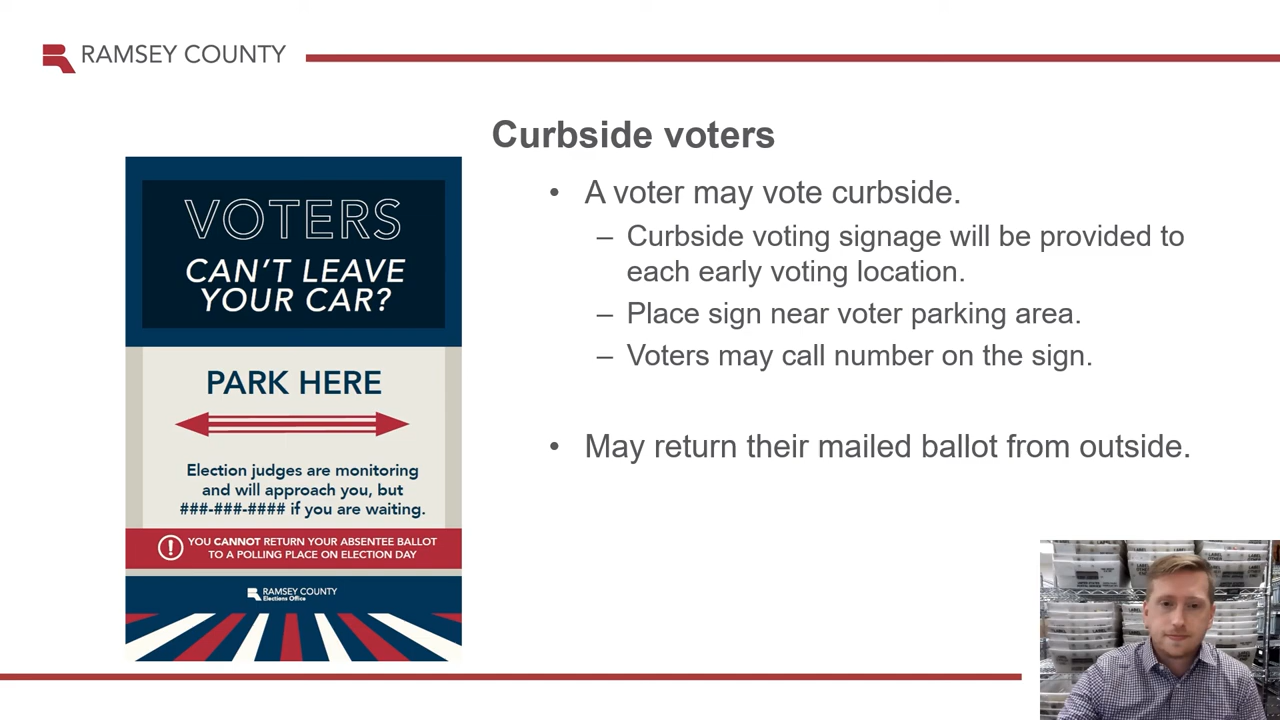 RAMSEY COUNTY
Curbside voters
• A voter may vote curbside.
– Curbside voting signage will be provided to
each early voting location.
– Place sign near voter parking area.
– Voters may call number on the sign.
• May return their mailed ballot from outside.
VOTERS
CAN'T LEAVE
YOUR CAR?
PARK HERE
Election judges are monitoring
and will approach you, but
###-###-#### if you are waiting.
! YOU CANNOT RETURN YOUR ABSENTEE BALLOT
TO A POLLING PLACE ON ELECTION DAY
RAMSEY COUNTY
Elections Office